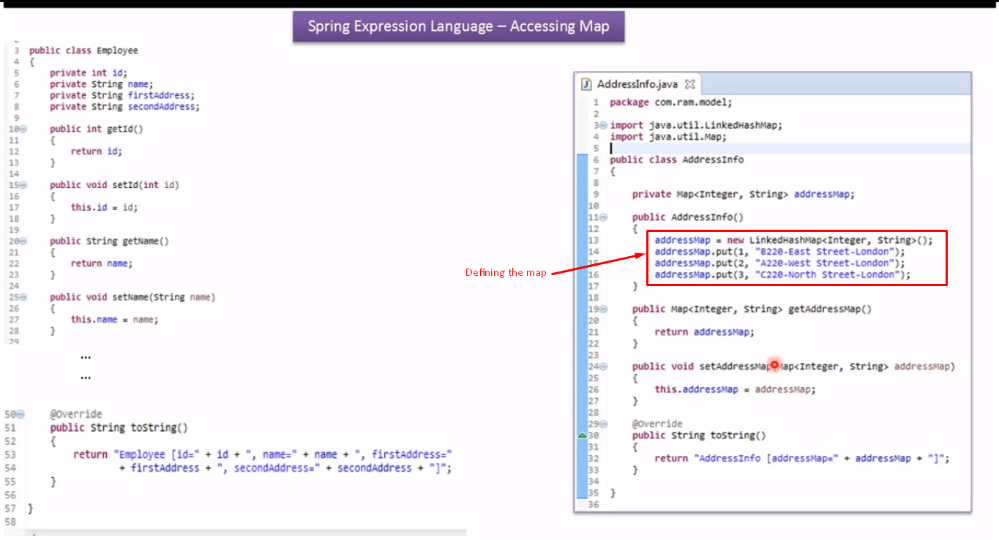 Spring Expression Language – Accessing Map
3 public class Employee
4 {
5 private int id;
6 private String name;
7 private String firstAddress;
8 private String secondAddress;
9
10 public int getId()
11 {
12 return id;
13 }
14
15 public void setId(int id)
16 {
17 this.id = id;
18 }
19
20 public String getName()
21 {
22 return name;
23 }
24
25 public void setName(String name)
26 {
27 this.name = name;
28 }
29
...
...
50 @Override
51 public String toString()
52 {
53 return "Employee [id=" + id + ", name=" + name + ", firstAddress="
54 + firstAddress + ", secondAddress=" + secondAddress + "]";
55 }
56
57 }
58
Defining the map
AddressInfo.java
1 package com.ram.model;
2
3 import java.util.LinkedHashMap;
4 import java.util.Map;
5
6 public class AddressInfo
7 {
8
9 private Map<Integer, String> addressMap;
10
11 public AddressInfo()
12 {
13 addressMap = new LinkedHashMap<Integer, String>();
14 addressMap.put(1, "B220-East Street-London");
15 addressMap.put(2, "A220-West Street-London");
16 addressMap.put(3, "C220-North Street-London");
17 }
18
19 public Map<Integer, String> getAddressMap()
20 {
21 return addressMap;
22 }
23
24 public void setAddressMap(Map<Integer, String> addressMap)
25 {
26 this.addressMap = addressMap;
27 }
28
29 @Override
30 public String toString()
31 {
32 return "AddressInfo [addressMap=" + addressMap + "]";
33 }
34
35 }
36